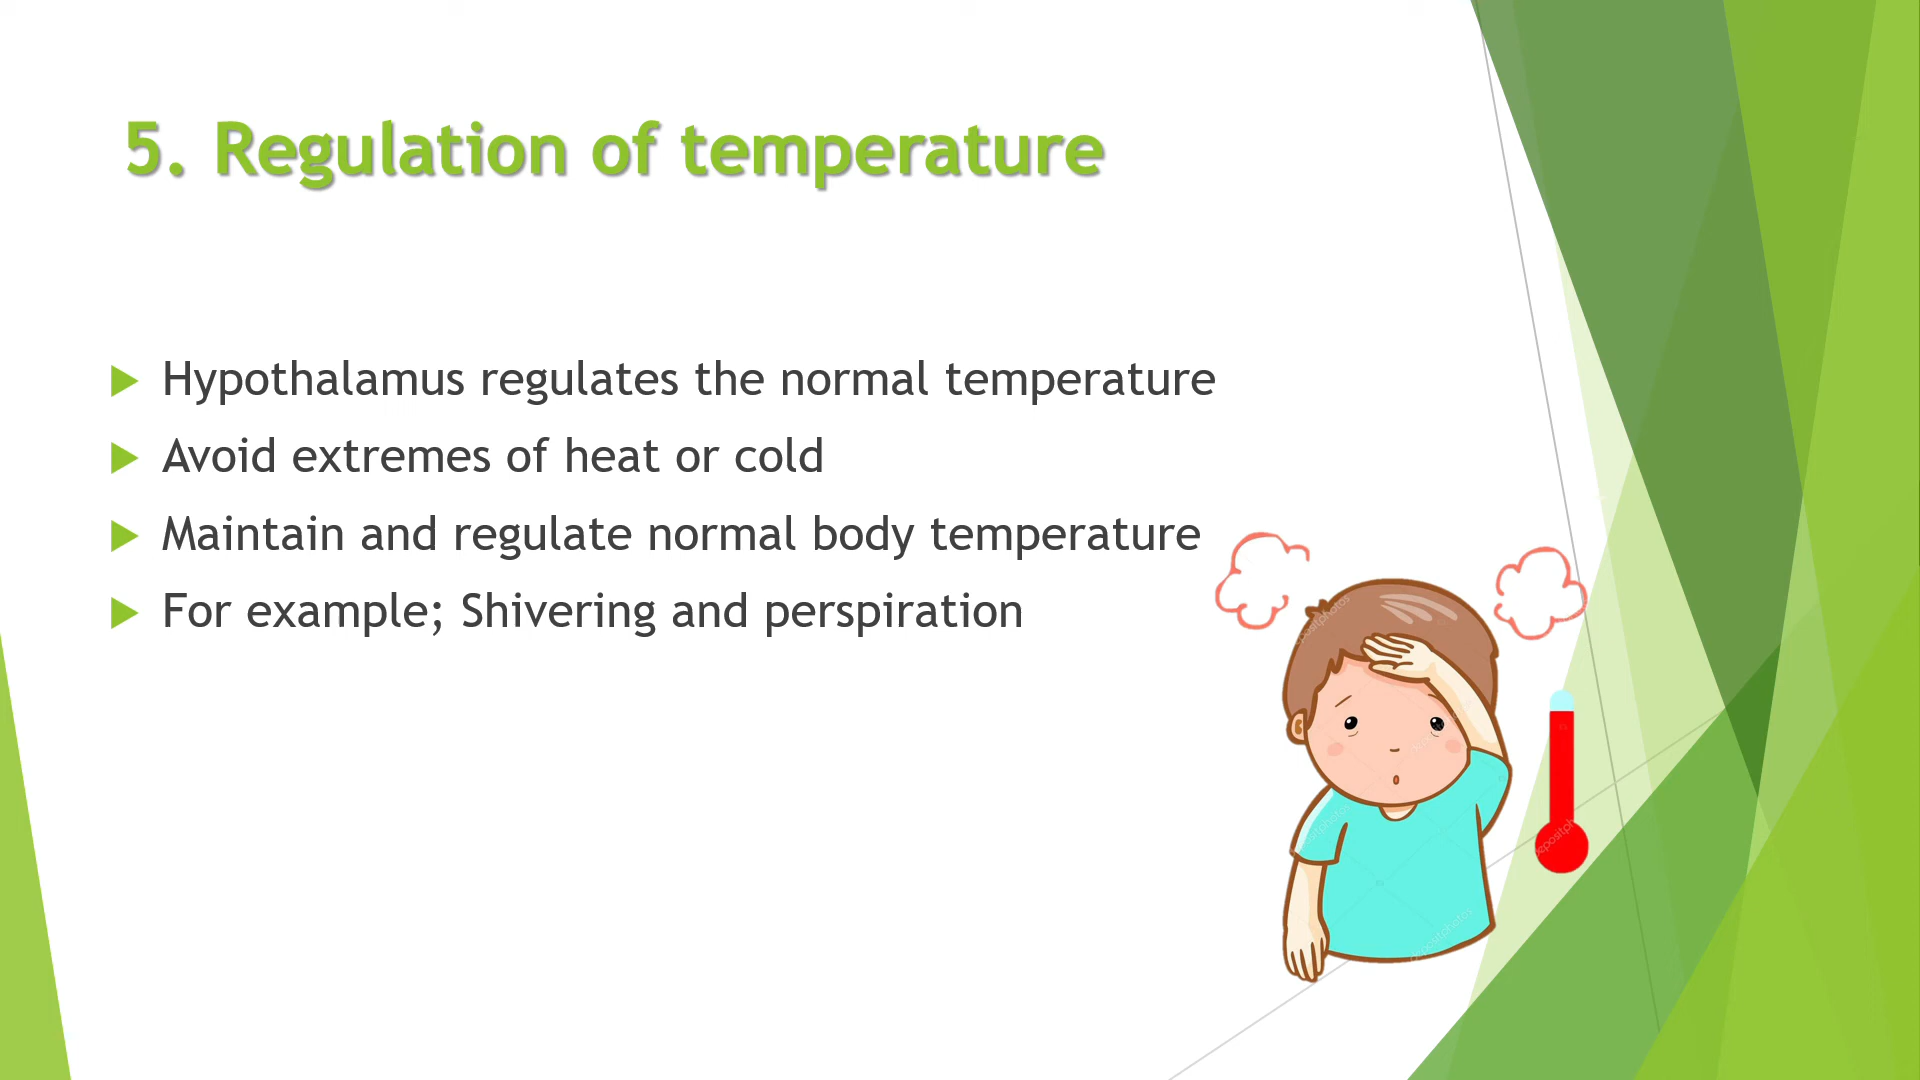 5. Regulation of temperature
Hypothalamus regulates the normal temperature
Avoid extremes of heat or cold
Maintain and regulate normal body temperature
For example; Shivering and perspiration
depositphotos